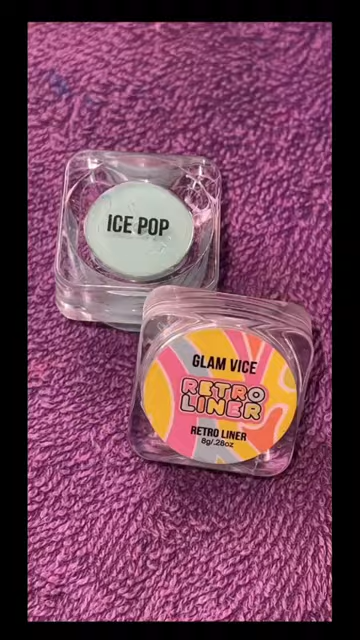 ICE POP
GLAM VICE
RETRO
LINER
RETRO LINER
8g/.28oz